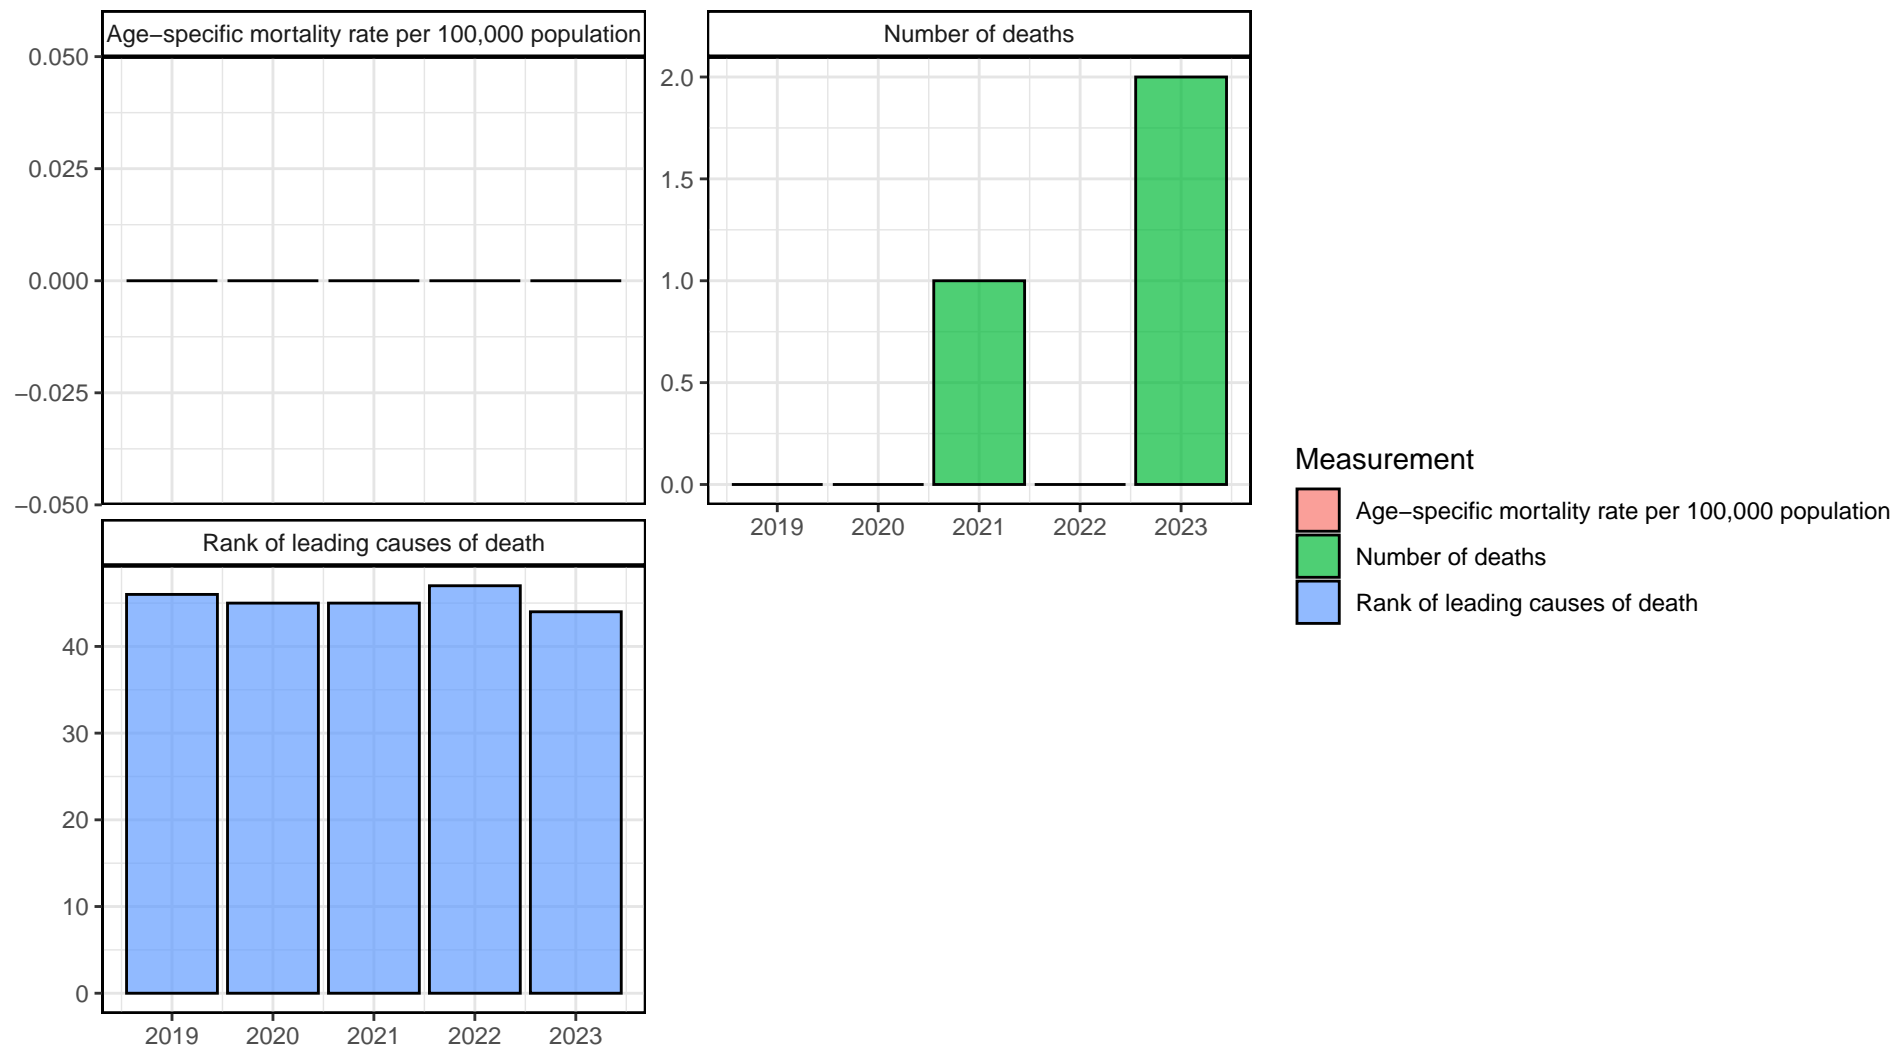 Age−specific mortality rate per 100,000 population
0.050
0.025
0.000
−0.025
−0.050
Number of deaths
2.0
1.5
1.0
0.5
0.0
2019 2020 2021 2022 2023
Rank of leading causes of death
40
30
20
10
0
2019 2020 2021 2022 2023
Measurement
Age−specific mortality rate per 100,000 population
Number of deaths
Rank of leading causes of death